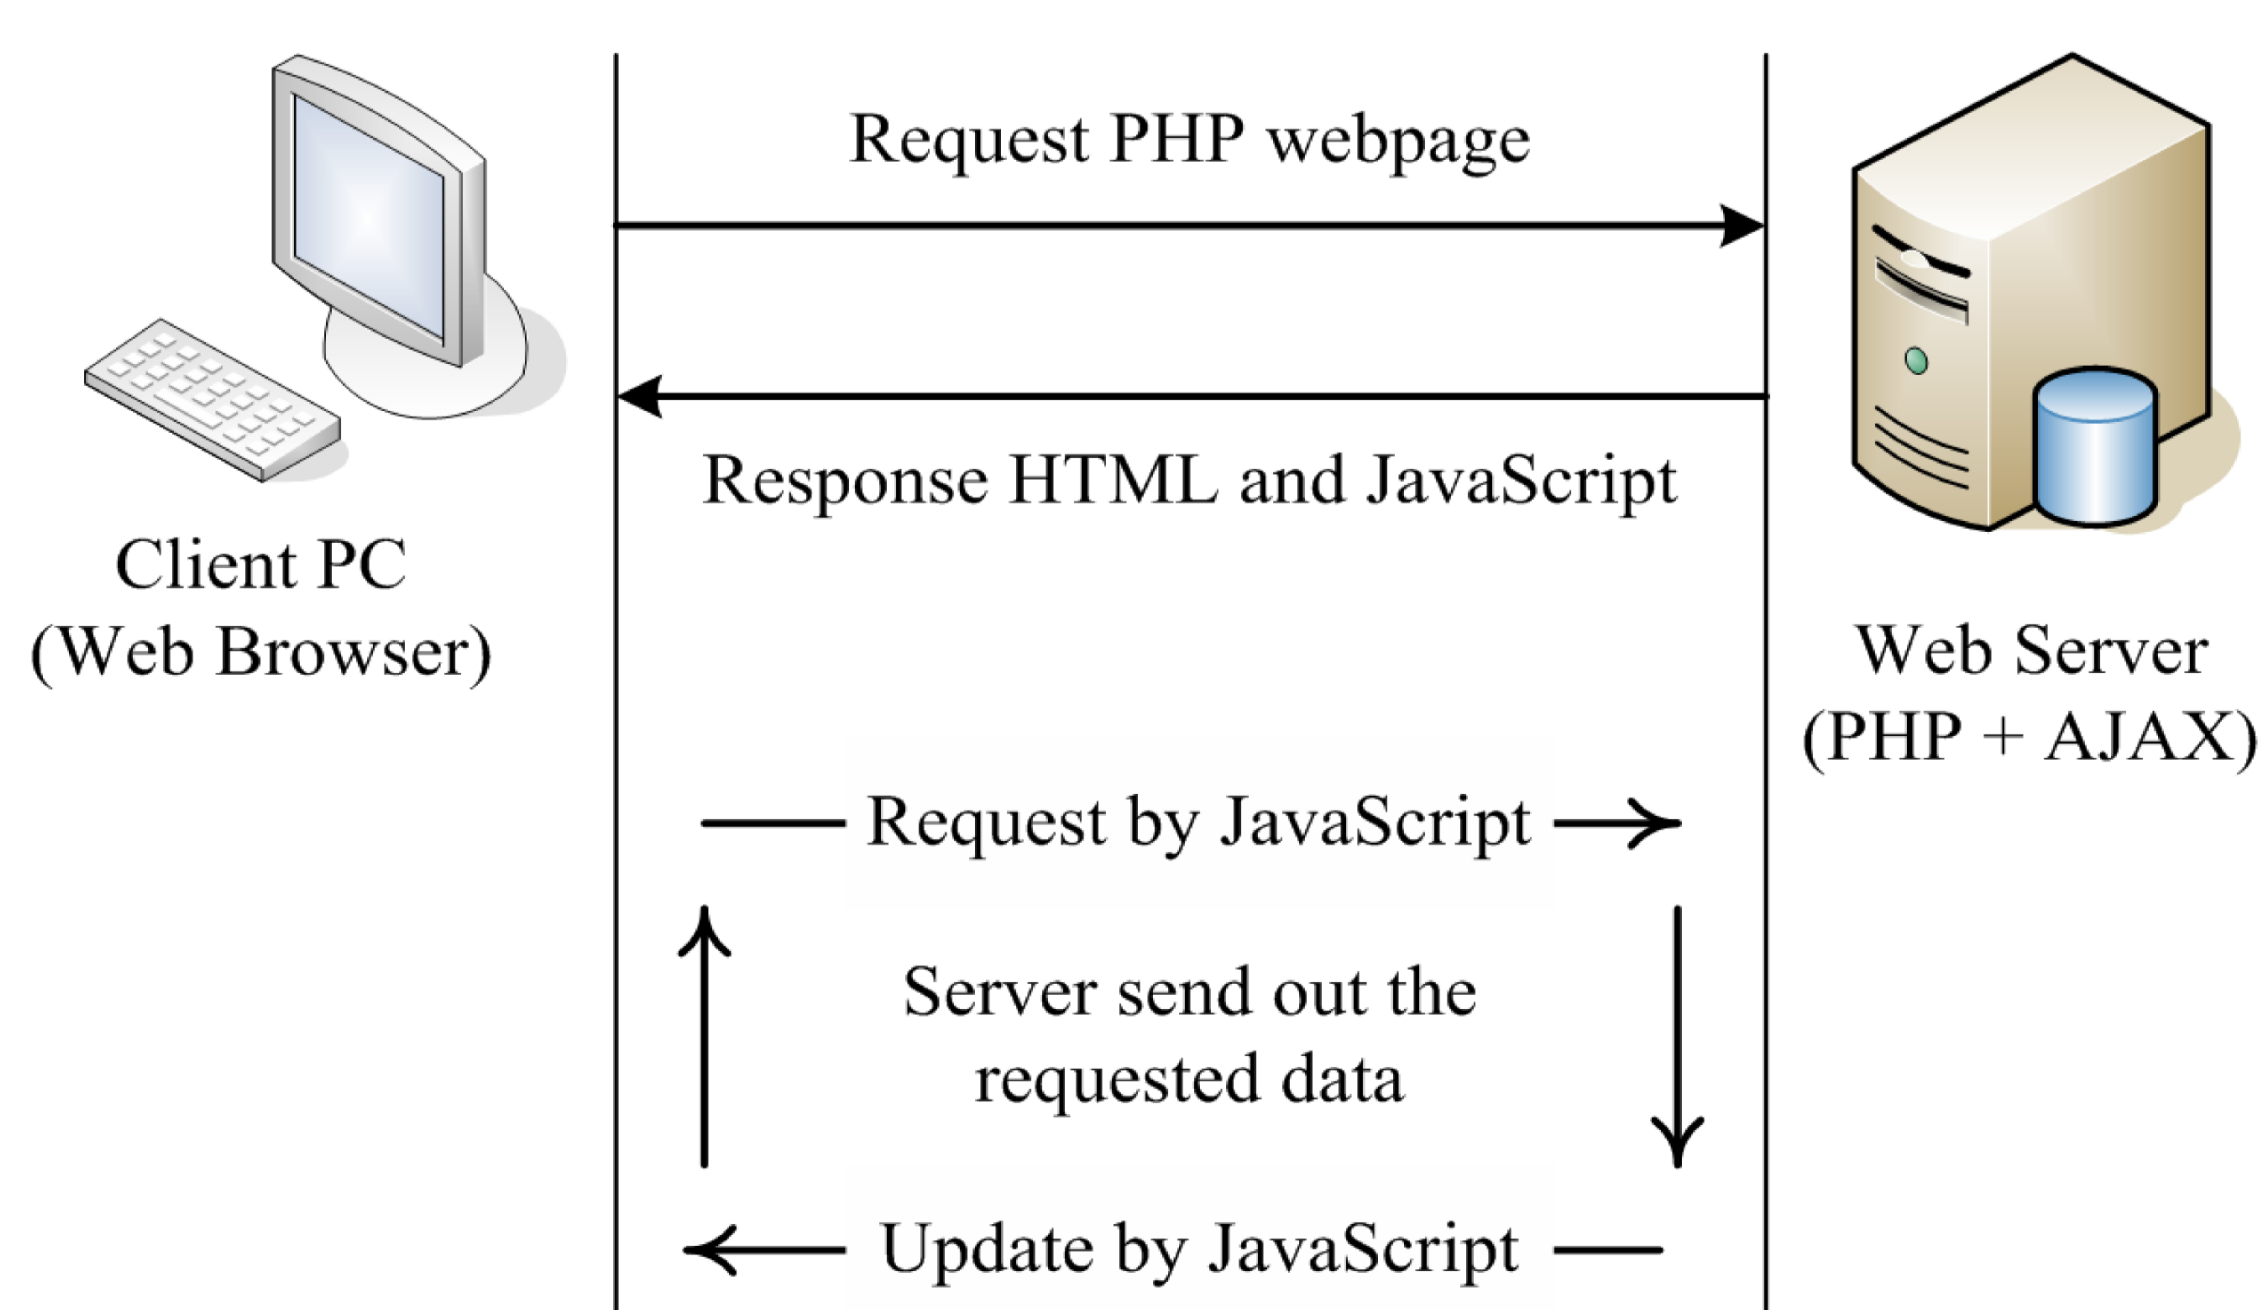 Request PHP webpage
Response HTML and JavaScript
Client PC
(Web Browser)
Web Server
(PHP + AJAX)
Request by JavaScript
Server send out the
requested data
Update by JavaScript